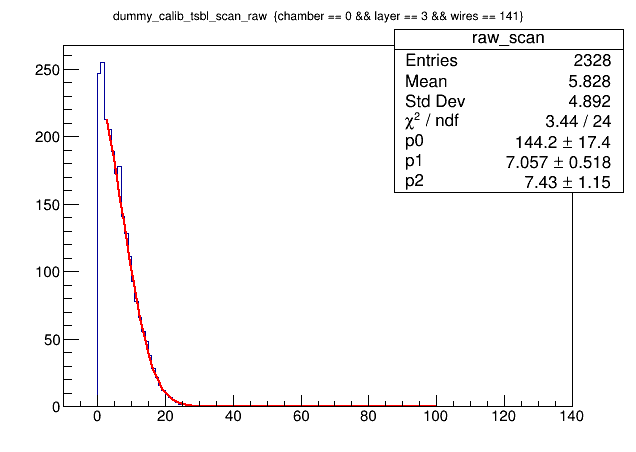 dummy_calib_tsbl_scan_raw {chamber == 0 && layer == 3 && wires == 141}
raw_scan
Entries 2328
Mean 5.828
Std Dev 4.892
χ² / ndf 3.44 / 24
p0 144.2 ± 17.4
p1 7.057 ± 0.518
p2 7.43 ± 1.15
250
200
150
100
50
0
0 20 40 60 80 100 120 140